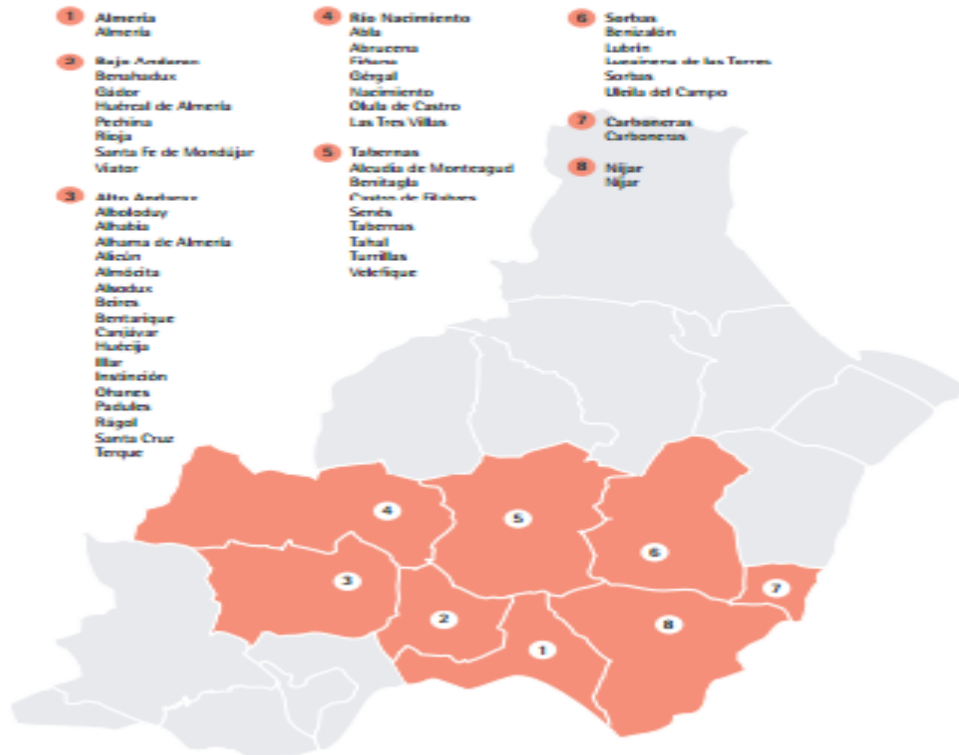 1 Almería
Almería
2 Bajo Andarax
Benahadux
Gádor
Huércal de Almería
Pechina
Rioja
Santa Fe de Mondújar
Viator
3 Alto Andarax
Alboloduy
Alhabia
Alhama de Almería
Alicún
Almócita
Alsodux
Beires
Bentarique
Canjáyar
Huécija
Illar
Instinción
Ohanes
Padules
Rágol
Santa Cruz
Terque
4 Río Nacimiento
Abla
Abrucena
Fiñana
Gérgal
Nacimiento
Olula de Castro
Las Tres Villas
5 Tabernas
Alcudia de Monteagud
Benitagla
Castro de Filabres
Senés
Tabernas
Tahal
Turrillas
Velefique
6 Sorbas
Benizalón
Lubrín
Lucainena de las Torres
Sorbas
Uleila del Campo
7 Carboneras
Carboneras
8 Níjar
Níjar
4
5
6
3
7
2
8
1